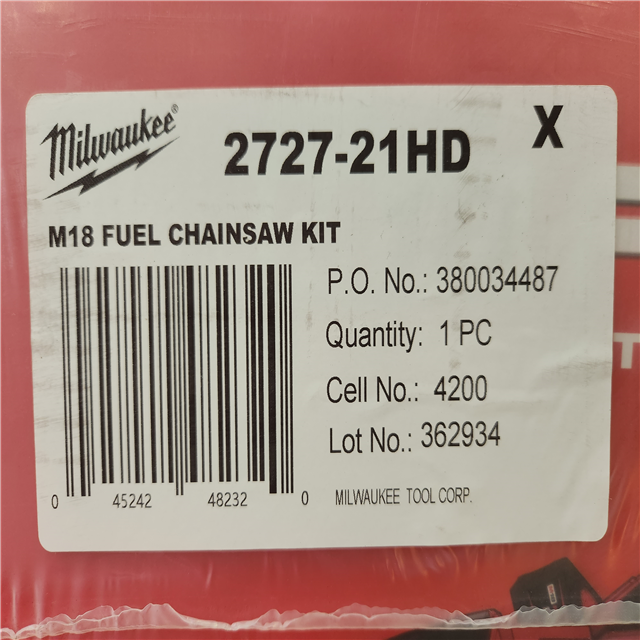 Milwaukee®
2727-21HD
X
M18 FUEL CHAINSAW KIT
P.O. No.: 380034487
Quantity: 1 PC
Cell No.: 4200
Lot No.: 362934
0 45242 48232 0
MILWAUKEE TOOL CORP.
T